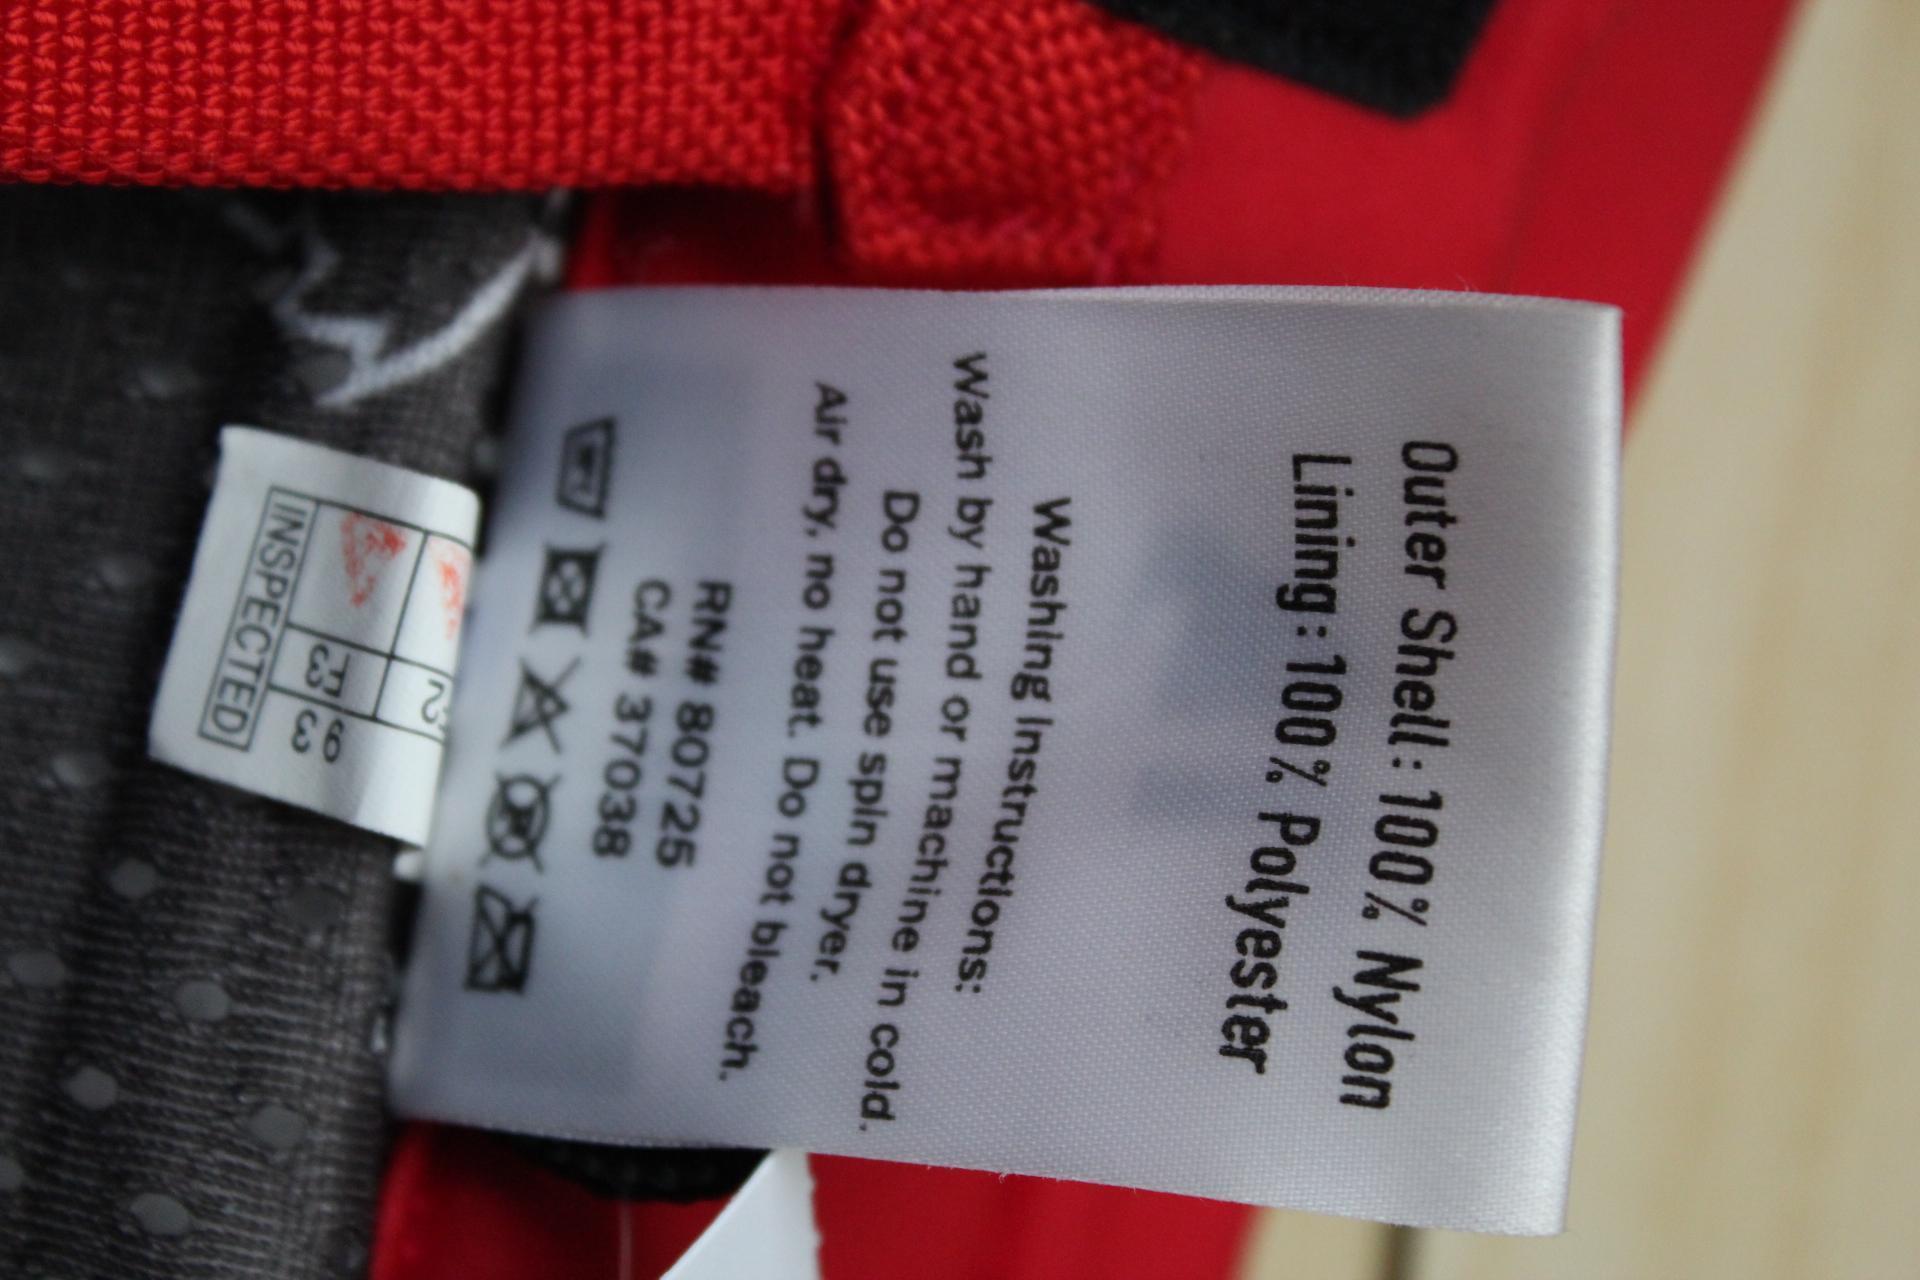 Outer Shell : 100% Nylon
Lining : 100% Polyester
Washing Instructions:
Wash by hand or machine in cold.
Do not use spin dryer.
Air dry, no heat. Do not bleach.
RN# 80725
CA# 37038
INSPECTED
E3
93